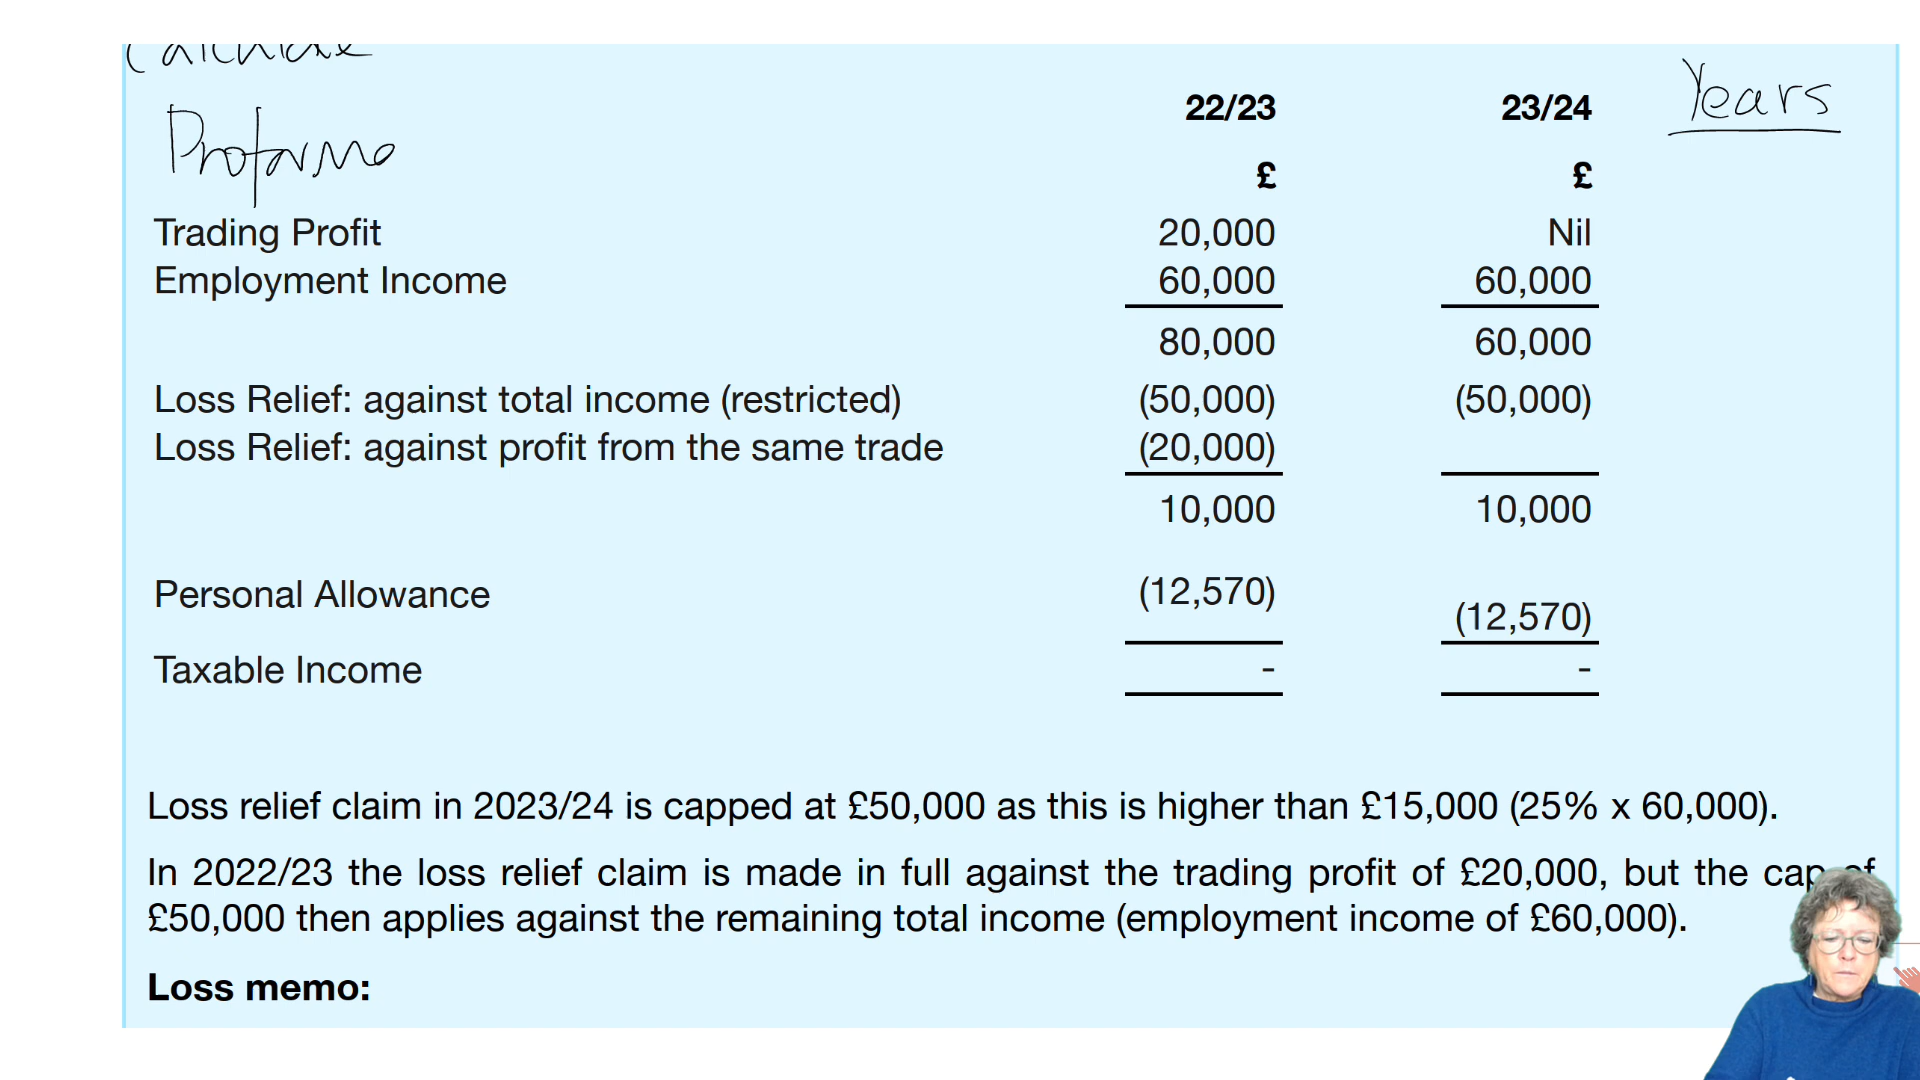 Calculate
Years
22/23 23/24
Proforma
£ £
Trading Profit 20,000 Nil
Employment Income 60,000 60,000
80,000 60,000
Loss Relief: against total income (restricted) (50,000) (50,000)
Loss Relief: against profit from the same trade (20,000)
10,000 10,000
Personal Allowance (12,570) (12,570)
Taxable Income - -
Loss relief claim in 2023/24 is capped at £50,000 as this is higher than £15,000 (25% x 60,000).
In 2022/23 the loss relief claim is made in full against the trading profit of £20,000, but the cap of
£50,000 then applies against the remaining total income (employment income of £60,000).
Loss memo: